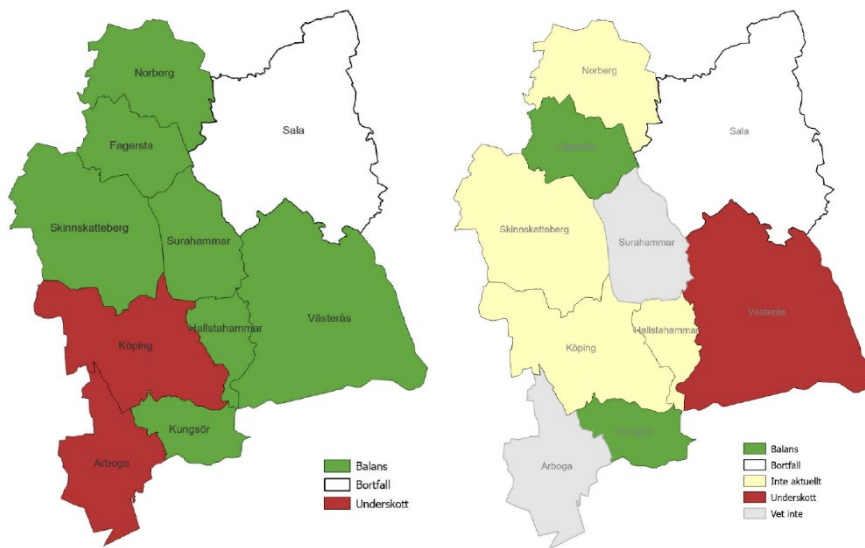 Norberg
Sala
Fagersta
Skinnskatteberg
Surahammar
Västerås
Hallstahammar
Köping
Kungsör
Arboga
Balans
Bortfall
Underskott
Norberg
Sala
Fagersta
Skinnskatteberg
Surahammar
Västerås
Hallstahammar
Köping
Arboga
Balans
Bortfall
Inte aktuellt
Underskott
Vet inte